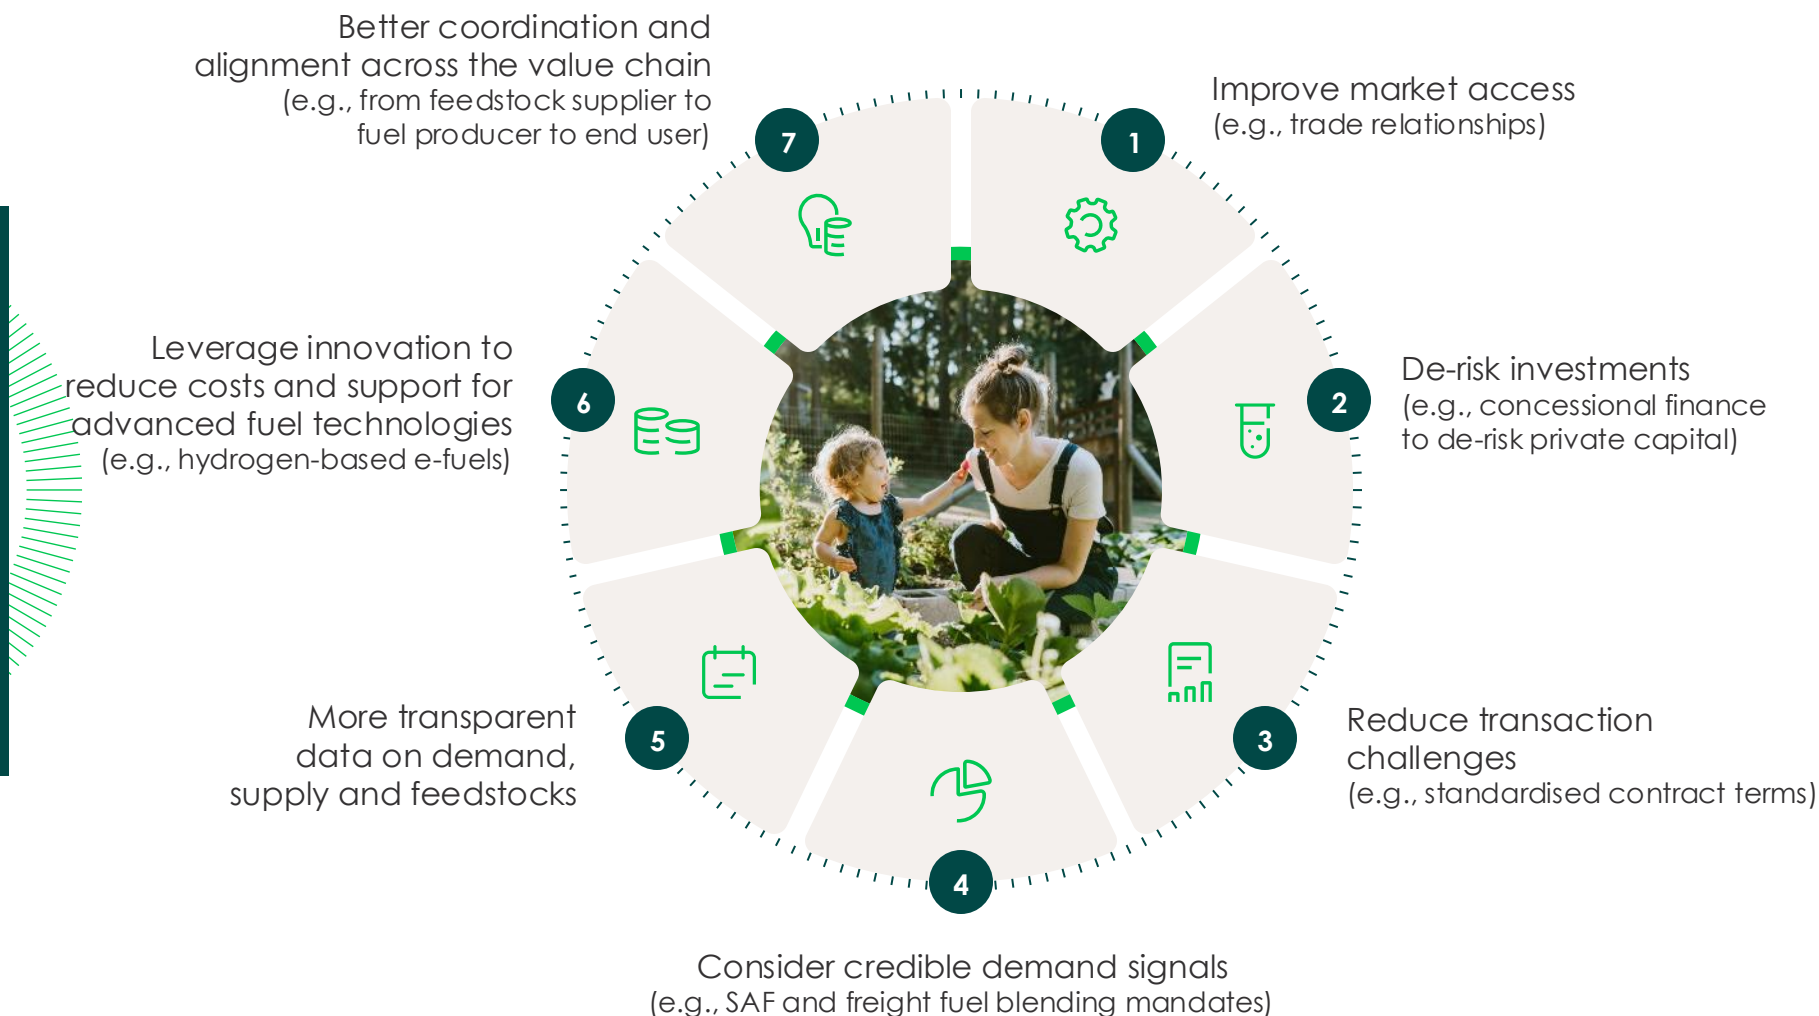 1
Improve market access
(e.g., trade relationships)
2
De-risk investments
(e.g., concessional finance
to de-risk private capital)
3
Reduce transaction
challenges
(e.g., standardised contract terms)
4
Consider credible demand signals
(e.g., SAF and freight fuel blending mandates)
5
More transparent
data on demand,
supply and feedstocks
6
Leverage innovation to
reduce costs and support for
advanced fuel technologies
(e.g., hydrogen-based e-fuels)
7
Better coordination and
alignment across the value chain
(e.g., from feedstock supplier to
fuel producer to end user)